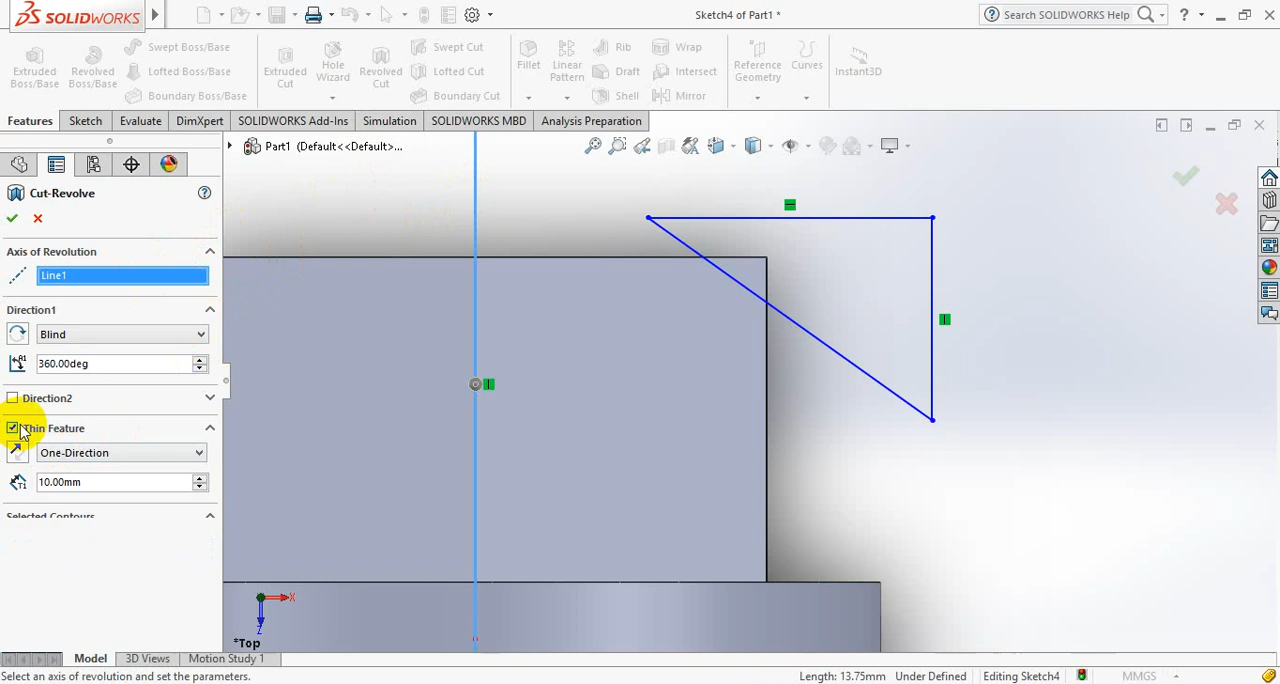 SOLIDWORKS
Sketch4 of Part1 *
Search SOLIDWORKS Help
?
Extruded Boss/Base
Revolved Boss/Base
Swept Boss/Base
Lofted Boss/Base
Boundary Boss/Base
Extruded Cut
Hole Wizard
Revolved Cut
Swept Cut
Lofted Cut
Boundary Cut
Fillet
Linear Pattern
Rib
Draft
Shell
Wrap
Intersect
Mirror
Reference Geometry
Curves
Instant3D
Features
Sketch
Evaluate
DimXpert
SOLIDWORKS Add-Ins
Simulation
SOLIDWORKS MBD
Analysis Preparation
Part1 (Default<<Default>...
Cut-Revolve
?
Axis of Revolution
Line1
Direction1
Blind
360.00deg
Direction2
Thin Feature
One-Direction
10.00mm
Selected Contours
X
Z
*Top
Model
3D Views
Motion Study 1
Select an axis of revolution and set the parameters.
Length: 13.75mm
Under Defined
Editing Sketch4
MMGS